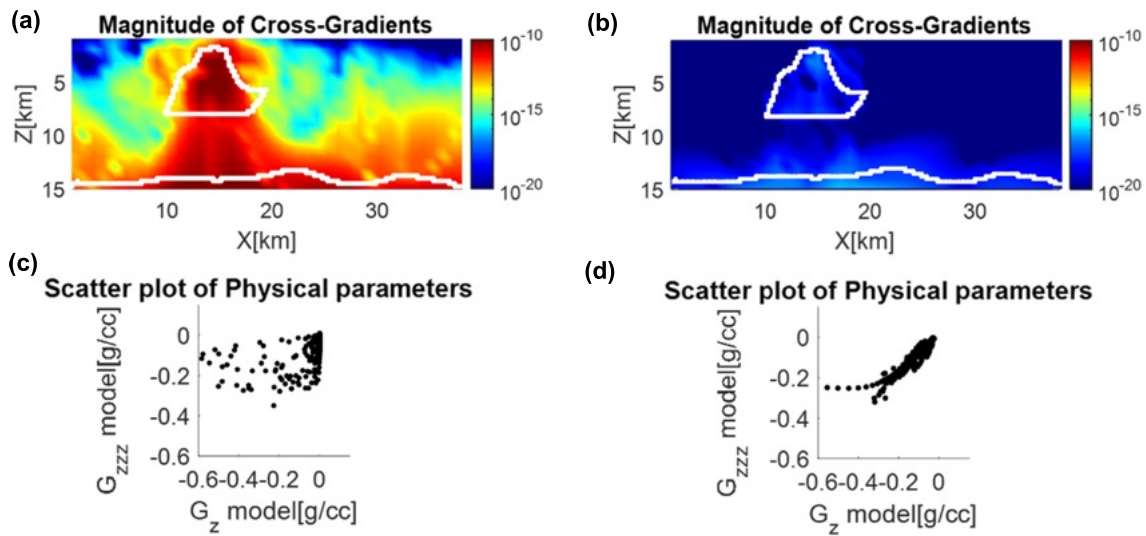 (a)
Magnitude of Cross-Gradients
Z[km]
5
10
15
10
20
30
X[km]
10^-10
10^-15
10^-20
(b)
Magnitude of Cross-Gradients
Z[km]
5
10
15
10
20
30
X[km]
10^-10
10^-15
10^-20
(c)
Scatter plot of Physical parameters
G_zzz model[g/cc]
0
-0.2
-0.4
-0.6
-0.6 -0.4 -0.2 0
G_z model[g/cc]
(d)
Scatter plot of Physical parameters
G_zzz model[g/cc]
0
-0.2
-0.4
-0.6
-0.6 -0.4 -0.2 0
G_z model[g/cc]